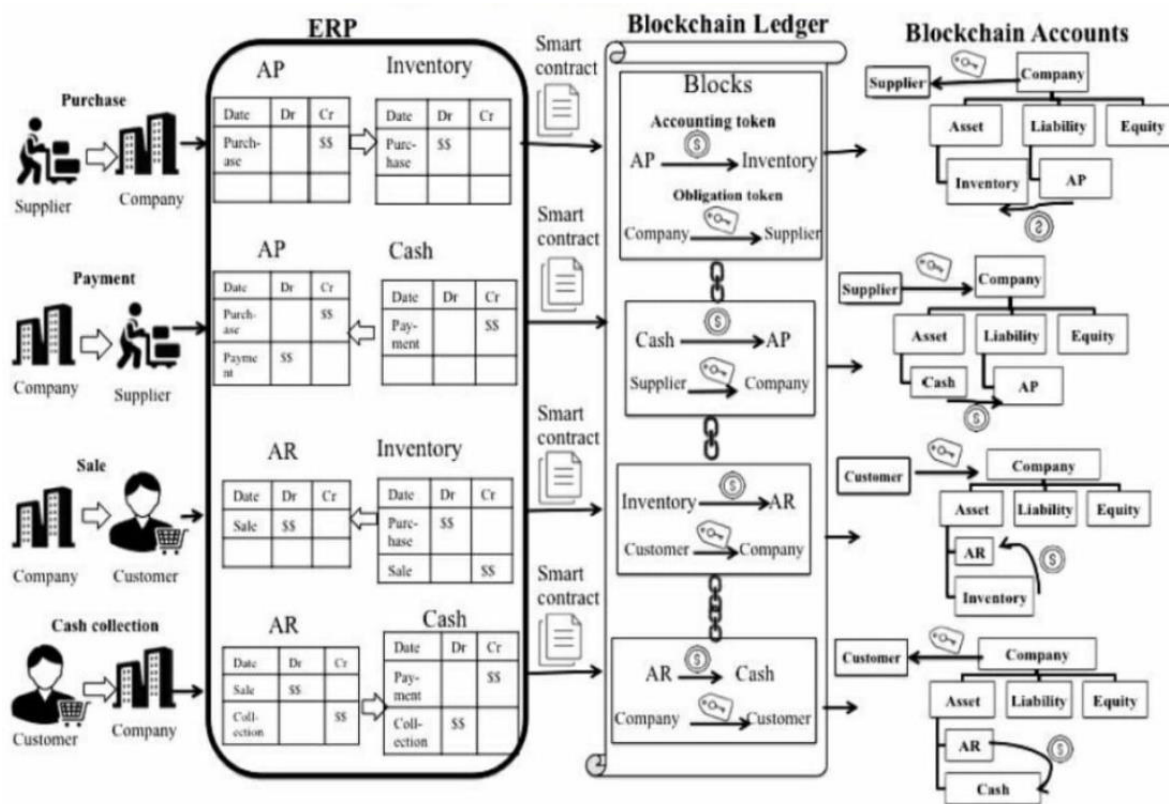 ERP
Blockchain Ledger
Blockchain Accounts
Purchase
Supplier
Company
AP
Date Dr Cr
Purch-
ase $$
Inventory
Date Dr Cr
Pur-
chase $$
Smart
contract
Blocks
Accounting token
$
AP Inventory
Obligation token
Company Supplier
Supplier
Company
Asset Liability Equity
Inventory AP
$
Payment
Company
Supplier
AP
Date Dr Cr
Purch-
ase $$
Payme
nt $$
Cash
Date Dr Cr
Pay-
ment $$
Smart
contract
$
Cash AP
Supplier Company
Supplier
Company
Asset Liability Equity
Cash AP
$
Sale
Company
Customer
AR
Date Dr Cr
Sale $$
Inventory
Date Dr Cr
Pur-
chase $$
Sale $$
Smart
contract
$
Inventory AR
Customer Company
Customer
Company
Asset Liability Equity
AR
$
Inventory
Cash collection
Customer
Company
AR
Date Dr Cr
Sale $$
Coll-
ection $$
Cash
Date Dr Cr
Pay-
ment $$
Coll-
ection $$
Smart
contract
$
AR Cash
Company Customer
Customer
Company
Asset Liability Equity
AR
$
Cash